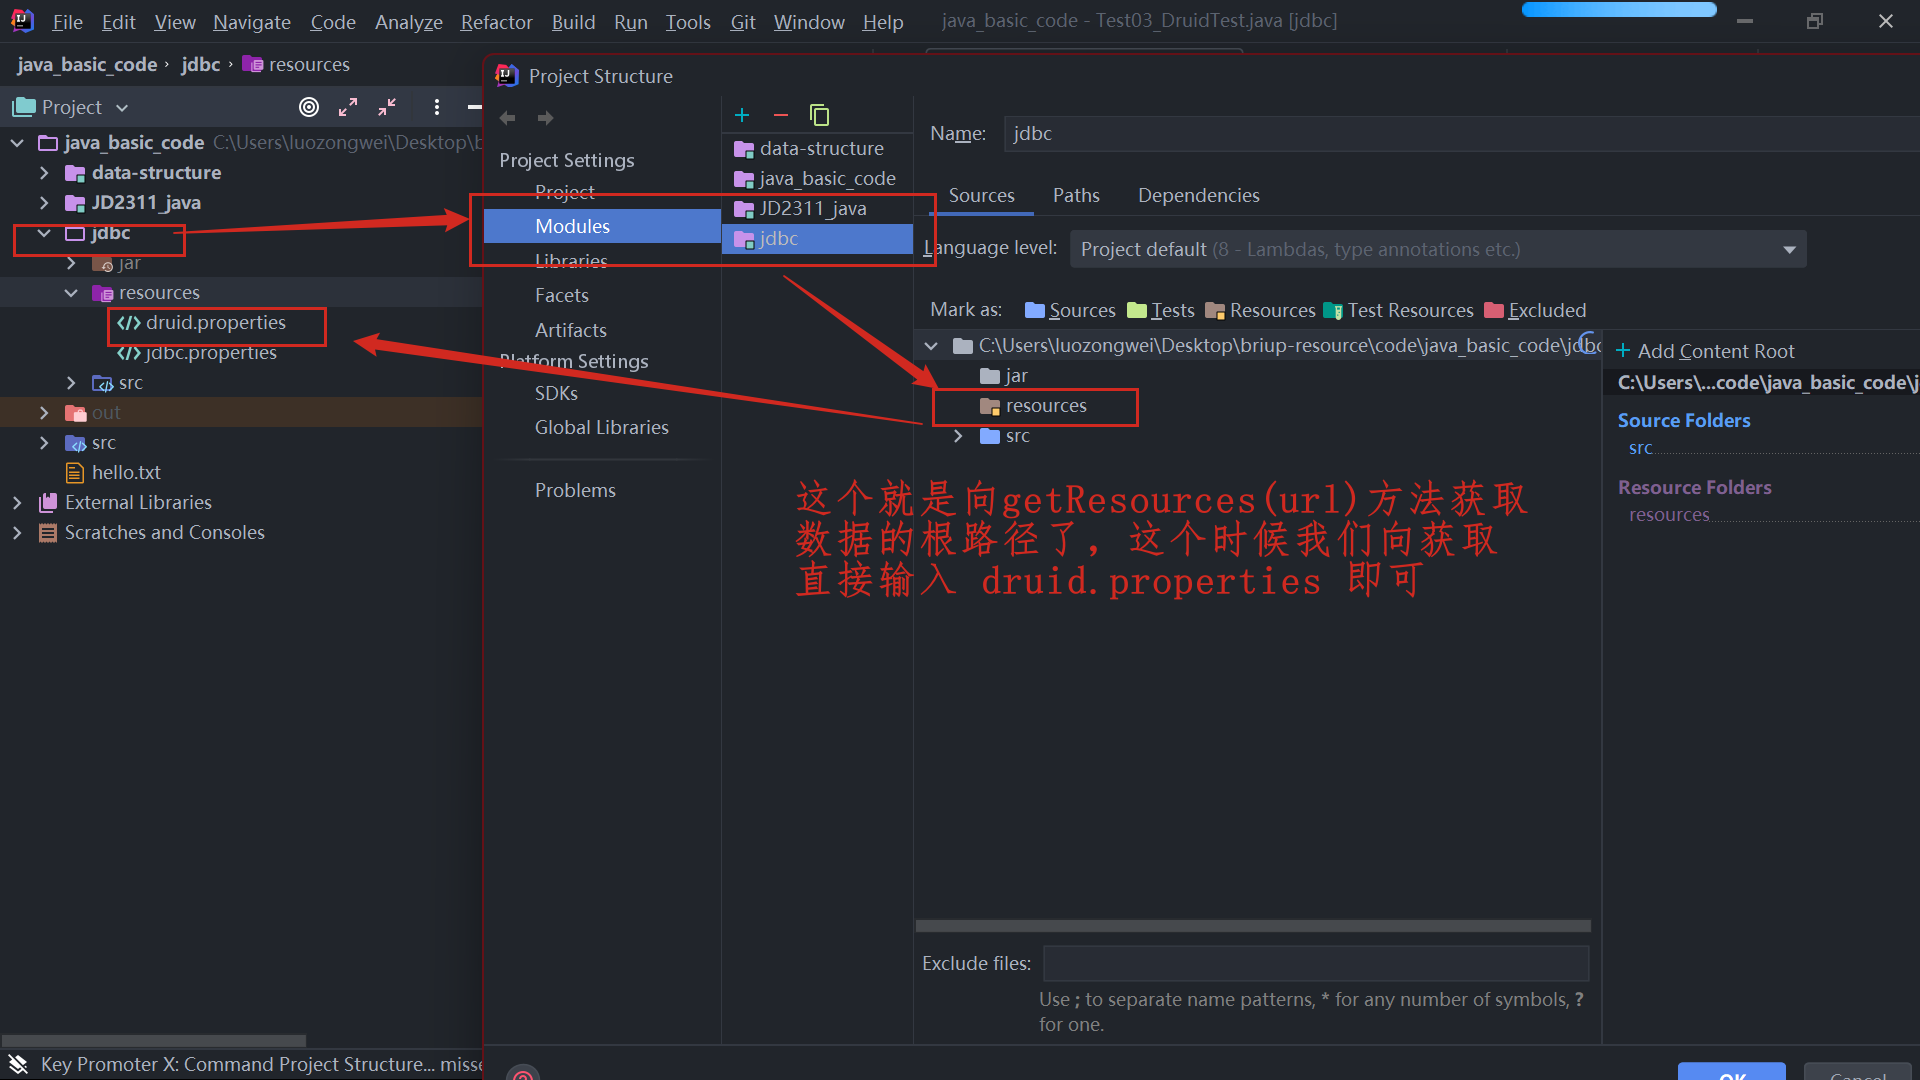 File Edit View Navigate Code Analyze Refactor Build Run Tools Git Window Help java_basic_code - Test03_DruidTest.java [jdbc]
java_basic_code › jdbc › resources
Project
java_basic_code C:\Users\luozongwei\Desktop\b
data-structure
JD2311_java
jdbc
jar
resources
druid.properties
jdbc.properties
src
out
src
hello.txt
External Libraries
Scratches and Consoles
Key Promoter X: Command Project Structure... misse
Project Structure
Project Settings
Project
Modules
Libraries
Facets
Artifacts
Platform Settings
SDKs
Global Libraries
Problems
data-structure
java_basic_code
JD2311_java
jdbc
Name: jdbc
Sources Paths Dependencies
Language level: Project default (8 - Lambdas, type annotations etc.)
Mark as: Sources Tests Resources Test Resources Excluded
C:\Users\luozongwei\Desktop\briup-resource\code\java_basic_code\jdbc
jar
resources
src
这个就是向getResources(url)方法获取
数据的根路径了，这个时候我们向获取
直接输入 druid.properties 即可
Exclude files:
Use ; to separate name patterns, * for any number of symbols, ?
for one.
+ Add Content Root
C:\Users\...code\java_basic_code\j
Source Folders
src
Resource Folders
resources
OK Cancel